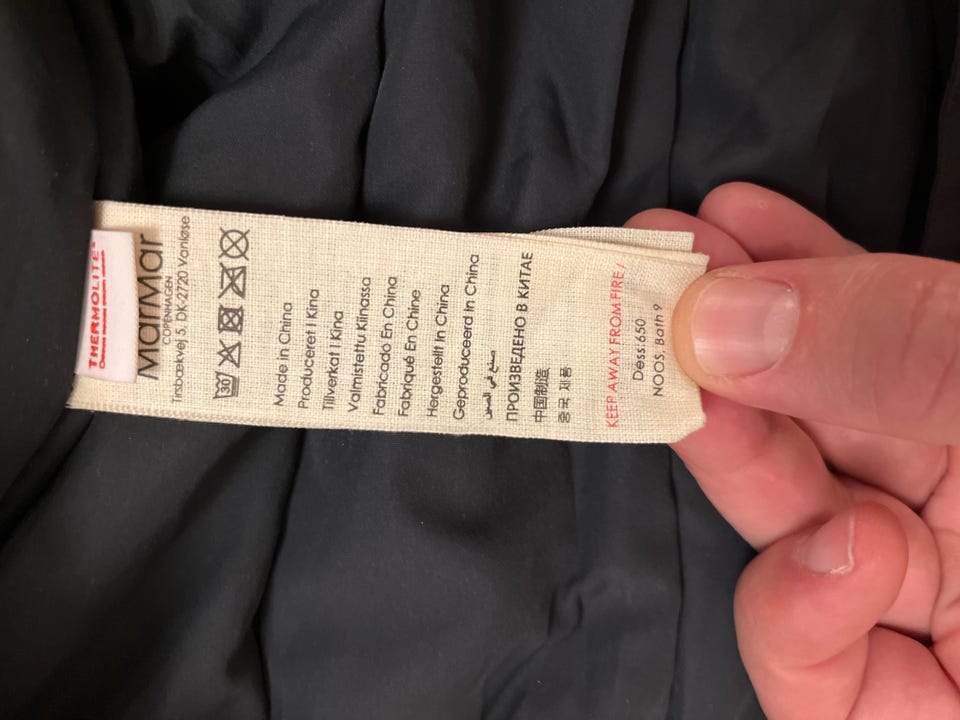 THERMOLITE
MarMar
COPENHAGEN
Linsbækvej 5, DK-2720 Vanløse
30
Made In China
Produceret I Kina
Tillverkat i Kina
Valmistettu Kiinassa
Fabricado En China
Fabriqué En Chine
Hergestellt In China
Geproduceerd In China
صنع في الصين
ПРОИЗВЕДЕНО В КИТАЕ
中国制造
중국 제품
KEEP AWAY FROM FIRE /
Dess:650
NOOS, Bath 9